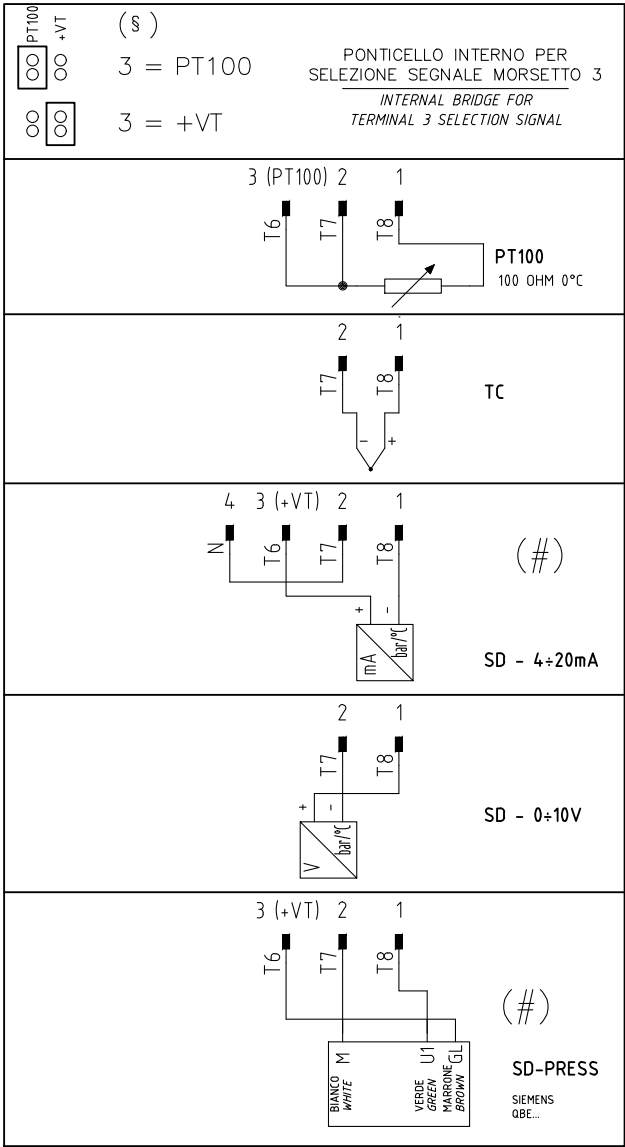 PT100
+VT
(§)
3 = PT100
3 = +VT
PONTICELLO INTERNO PER
SELEZIONE SEGNALE MORSETTO 3
INTERNAL BRIDGE FOR
TERMINAL 3 SELECTION SIGNAL
3 (PT100) 2 1
T6 T7 T8
PT100
100 OHM 0°C
2 1
T7 T8
TC
- +
4 3 (+VT) 2 1
N T6 T7 T8
(#)
+ -
mA bar/°C
SD - 4÷20mA
2 1
T7 T8
+ -
V bar/°C
SD - 0÷10V
3 (+VT) 2 1
T6 T7 T8
(#)
M U1 GL
BIANCO
WHITE
VERDE
GREEN
MARRONE
BROWN
SD-PRESS
SIEMENS
QBE...